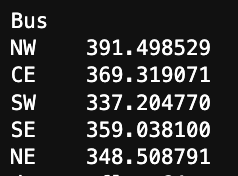 Bus
NW 391.498529
CE 369.319071
SW 337.204770
SE 359.038100
NE 348.508791